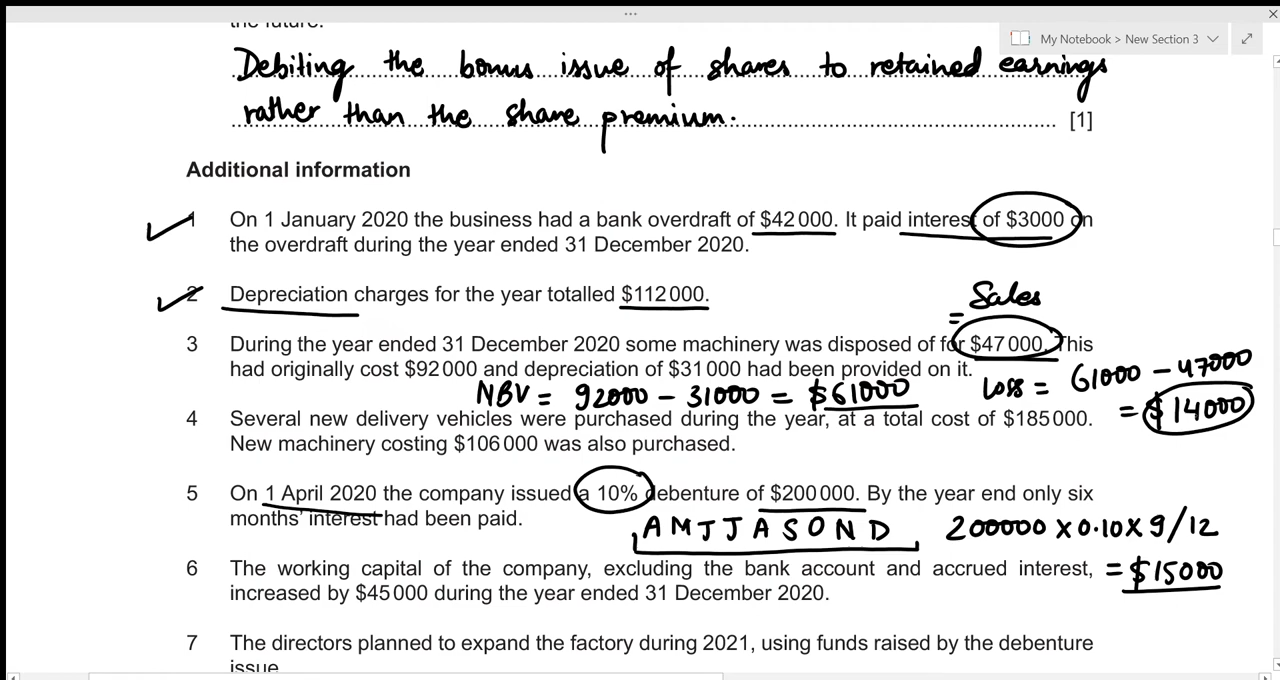 the future.
My Notebook > New Section 3
Debiting the bonus issue of shares to retained earnings
rather than the share premium.
[1]
Additional information
1 On 1 January 2020 the business had a bank overdraft of $42 000. It paid interest of $3000 on
the overdraft during the year ended 31 December 2020.
2 Depreciation charges for the year totalled $112 000.
= Sales
3 During the year ended 31 December 2020 some machinery was disposed of for $47 000. This
had originally cost $92 000 and depreciation of $31 000 had been provided on it.
NBV = 92000 - 31000 = $61000
Loss = 61000 - 47000
= $14000
4 Several new delivery vehicles were purchased during the year, at a total cost of $185 000.
New machinery costing $106 000 was also purchased.
5 On 1 April 2020 the company issued a 10% debenture of $200 000. By the year end only six
months' interest had been paid.
A M J J A S O N D
200000 x 0.10 x 9/12
= $15000
6 The working capital of the company, excluding the bank account and accrued interest,
increased by $45 000 during the year ended 31 December 2020.
7 The directors planned to expand the factory during 2021, using funds raised by the debenture
issue.